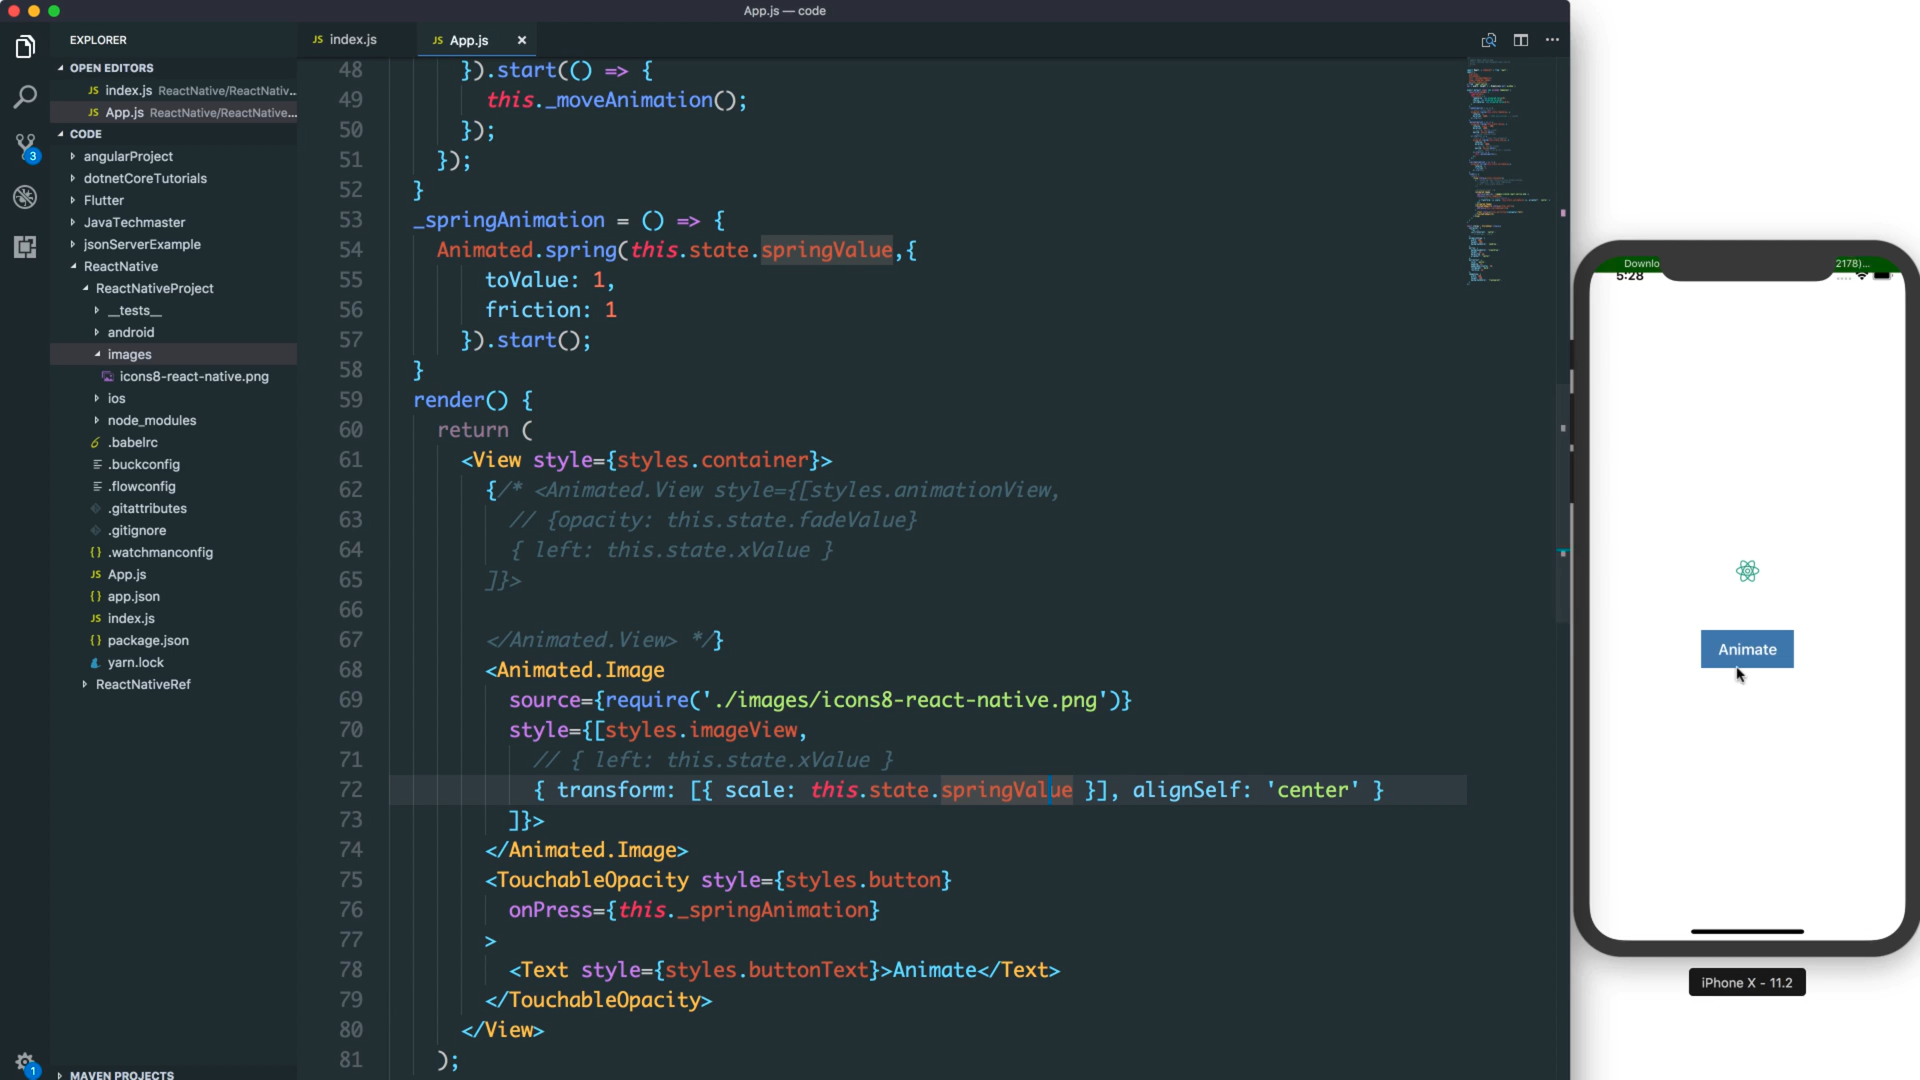 App.js — code
EXPLORER
OPEN EDITORS
JS index.js ReactNative/ReactNativ...
JS App.js ReactNative/ReactNative...
CODE
angularProject
dotnetCoreTutorials
Flutter
JavaTechmaster
jsonServerExample
ReactNative
ReactNativeProject
__tests__
android
images
icons8-react-native.png
ios
node_modules
.babelrc
.buckconfig
.flowconfig
.gitattributes
.gitignore
.watchmanconfig
JS App.js
{} app.json
JS index.js
{} package.json
yarn.lock
ReactNativeRef
MAVEN PROJECTS
3
1
JS index.js
JS App.js
48 }).start(() => {
49 this._moveAnimation();
50 });
51 });
52 }
53 _springAnimation = () => {
54 Animated.spring(this.state.springValue,{
55 toValue: 1,
56 friction: 1
57 }).start();
58 }
59 render() {
60 return (
61 <View style={styles.container}>
62 {/* <Animated.View style={[styles.animationView,
63 // {opacity: this.state.fadeValue}
64 { left: this.state.xValue }
65 ]}>
66
67 </Animated.View> */}
68 <Animated.Image
69 source={require('./images/icons8-react-native.png')}
70 style={[styles.imageView,
71 // { left: this.state.xValue }
72 { transform: [{ scale: this.state.springValue }], alignSelf: 'center' }
73 ]}>
74 </Animated.Image>
75 <TouchableOpacity style={styles.button}
76 onPress={this._springAnimation}
77 >
78 <Text style={styles.buttonText}>Animate</Text>
79 </TouchableOpacity>
80 </View>
81 );
Downlo 2178)...
5:28
Animate
iPhone X - 11.2